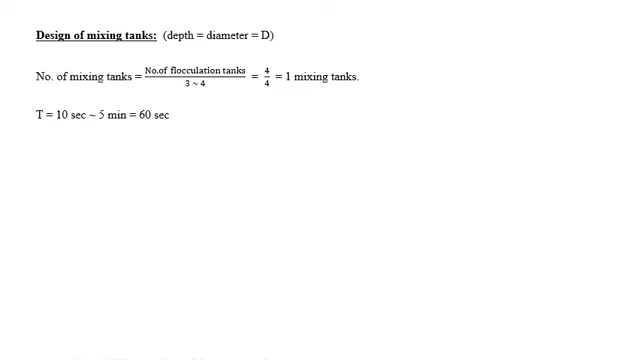 Design of mixing tanks: (depth = diameter = D)
No. of mixing tanks = No.of flocculation tanks / 3 ~ 4 = 4 / 4 = 1 mixing tanks.
T = 10 sec ~ 5 min = 60 sec